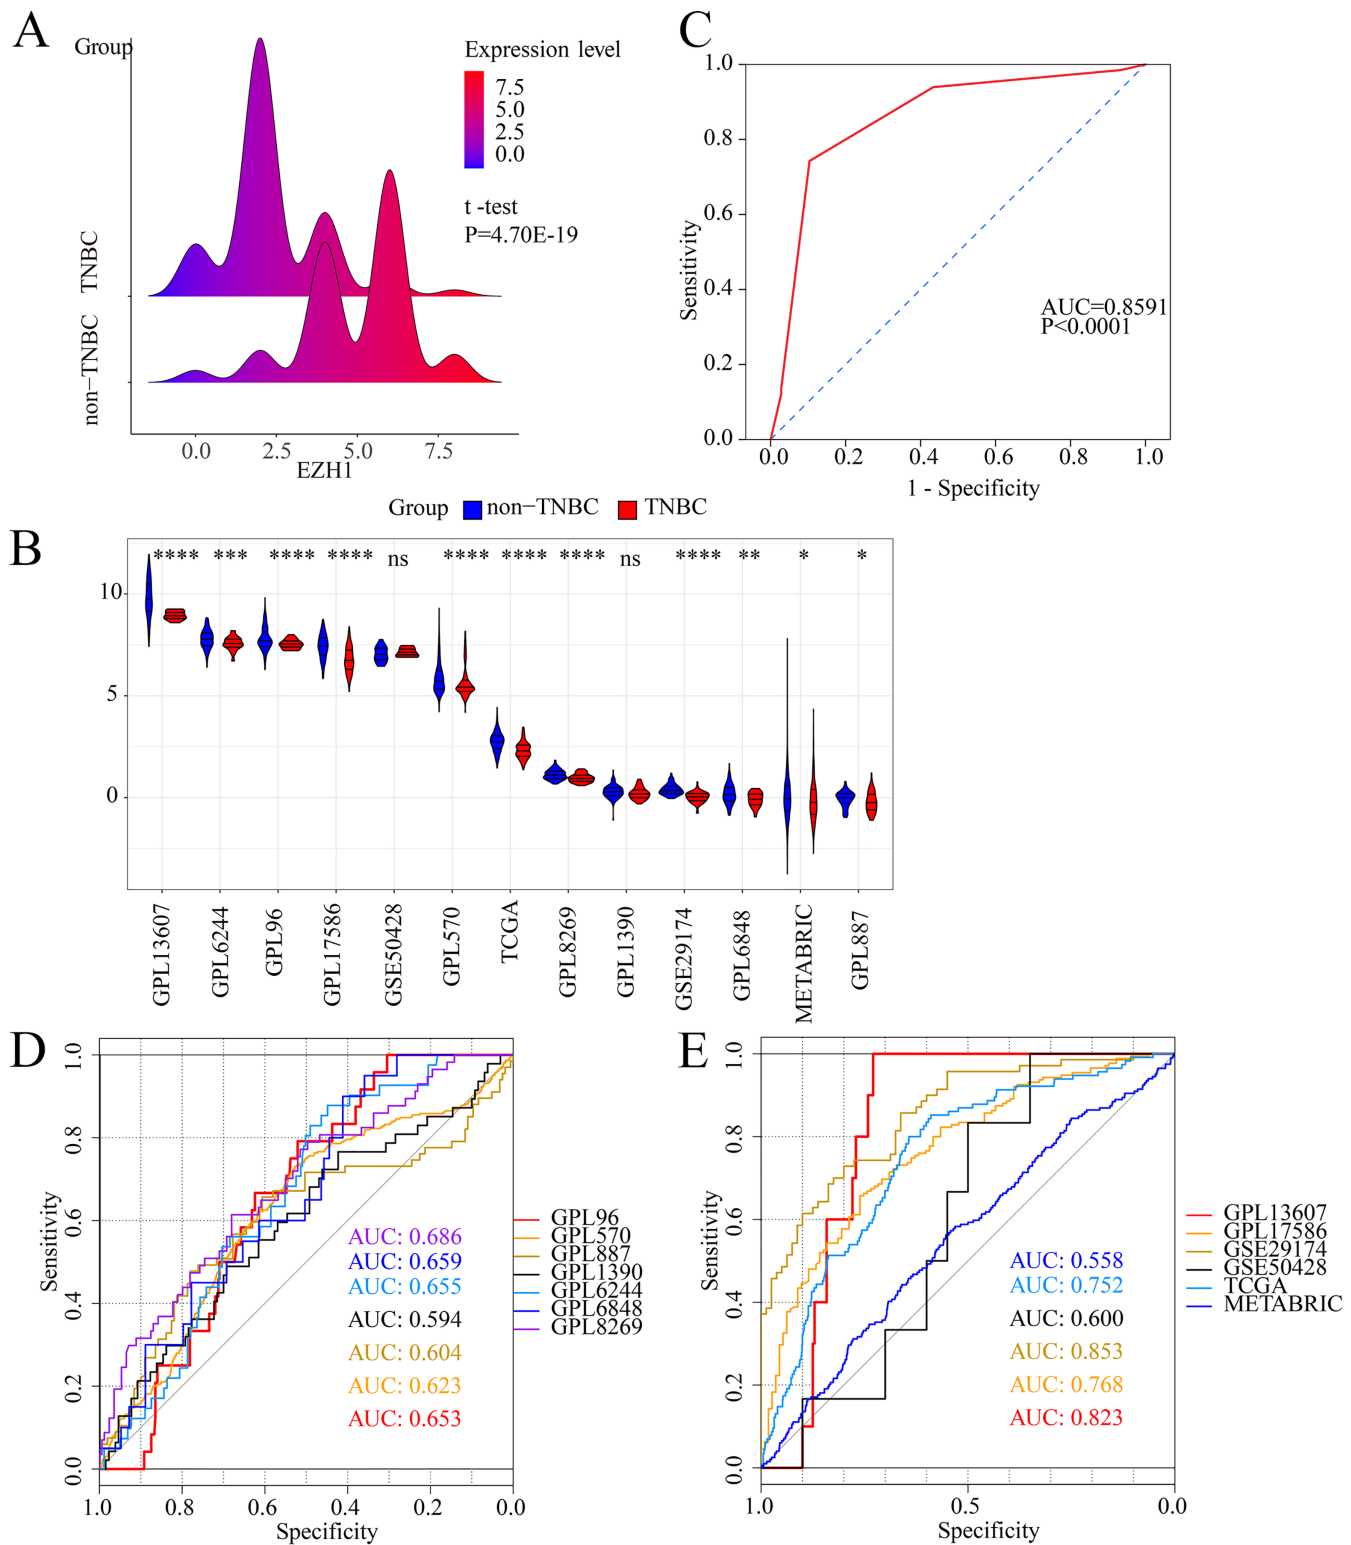 A
Group
TNBC
non−TNBC
0.0 2.5 5.0 7.5
EZH1
Expression level
7.5
5.0
2.5
0.0
t -test
P=4.70E-19
C
1.0
0.8
0.6
0.4
0.2
0.0
Sensitivity
AUC=0.8591
P<0.0001
0.0 0.2 0.4 0.6 0.8 1.0
1 - Specificity
Group non−TNBC TNBC
B
**** *** **** **** ns **** **** **** ns **** ** * *
10
5
0
GPL13607
GPL6244
GPL96
GPL17586
GSE50428
GPL570
TCGA
GPL8269
GPL1390
GSE29174
GPL6848
METABRIC
GPL887
D
1.0
0.8
0.6
0.4
0.2
0.0
Sensitivity
AUC: 0.686
AUC: 0.659
AUC: 0.655
AUC: 0.594
AUC: 0.604
AUC: 0.623
AUC: 0.653
1.0 0.8 0.6 0.4 0.2 0.0
Specificity
GPL96
GPL570
GPL887
GPL1390
GPL6244
GPL6848
GPL8269
E
1.0
0.8
0.6
0.4
0.2
0.0
Sensitivity
AUC: 0.558
AUC: 0.752
AUC: 0.600
AUC: 0.853
AUC: 0.768
AUC: 0.823
1.0 0.5 0.0
Specificity
GPL13607
GPL17586
GSE29174
GSE50428
TCGA
METABRIC